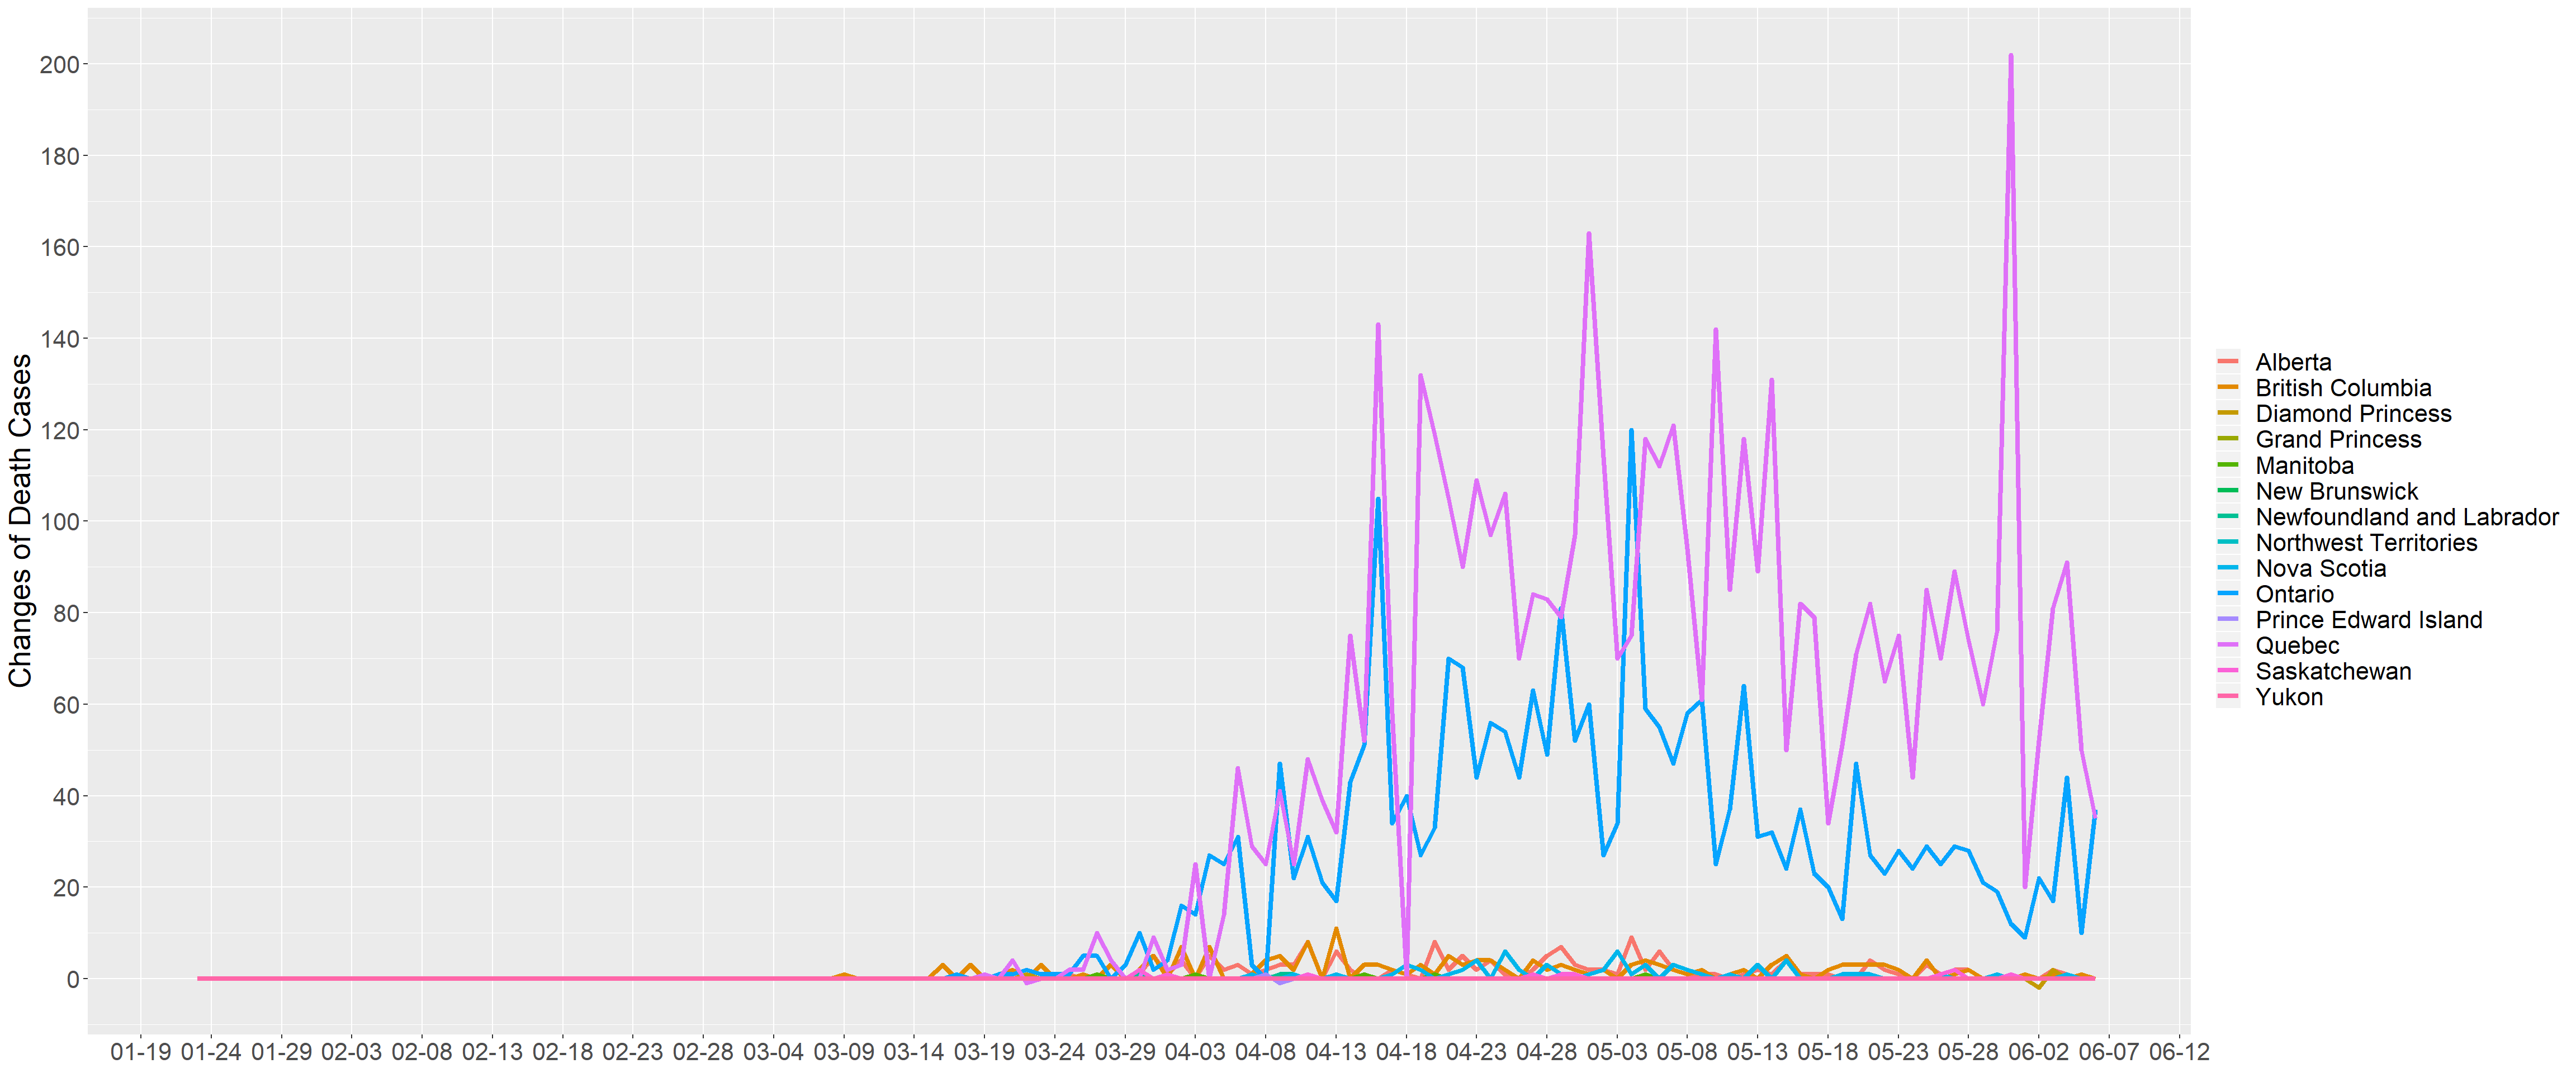 Changes of Death Cases
200
180
160
140
120
100
80
60
40
20
0
01-19 01-24 01-29 02-03 02-08 02-13 02-18 02-23 02-28 03-04 03-09 03-14 03-19 03-24 03-29 04-03 04-08 04-13 04-18 04-23 04-28 05-03 05-08 05-13 05-18 05-23 05-28 06-02 06-07 06-12
Alberta
British Columbia
Diamond Princess
Grand Princess
Manitoba
New Brunswick
Newfoundland and Labrador
Northwest Territories
Nova Scotia
Ontario
Prince Edward Island
Quebec
Saskatchewan
Yukon